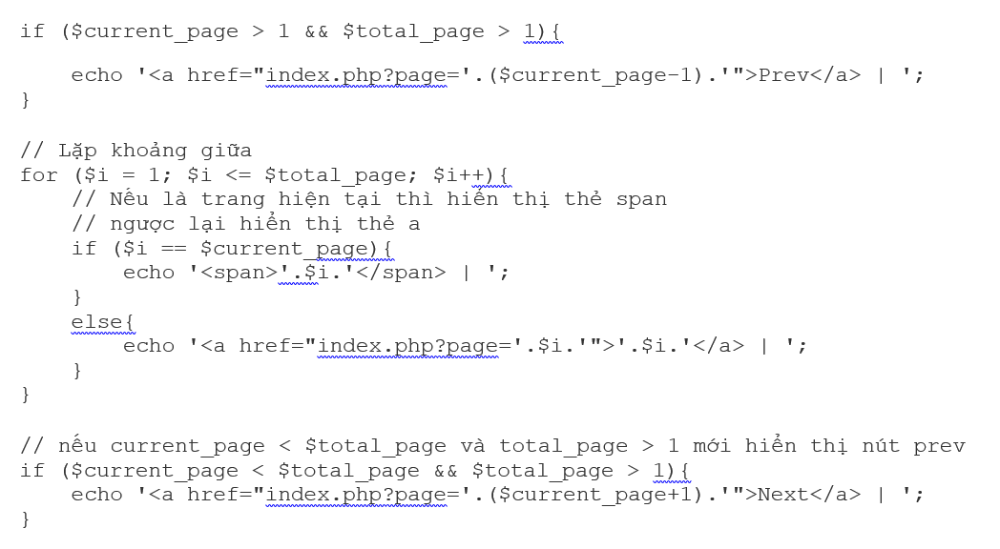 if ($current_page > 1 && $total_page > 1){
    echo '<a href="index.php?page='.($current_page-1).'">Prev</a> | ';
}
// Lặp khoảng giữa
for ($i = 1; $i <= $total_page; $i++){
    // Nếu là trang hiện tại thì hiển thị thẻ span
    // ngược lại hiển thị thẻ a
    if ($i == $current_page){
        echo '<span>'.$i.'</span> | ';
    }
    else{
        echo '<a href="index.php?page='.$i.'">'.$i.'</a> | ';
    }
}
// nếu current_page < $total_page và total_page > 1 mới hiển thị nút prev
if ($current_page < $total_page && $total_page > 1){
    echo '<a href="index.php?page='.($current_page+1).'">Next</a> | ';
}